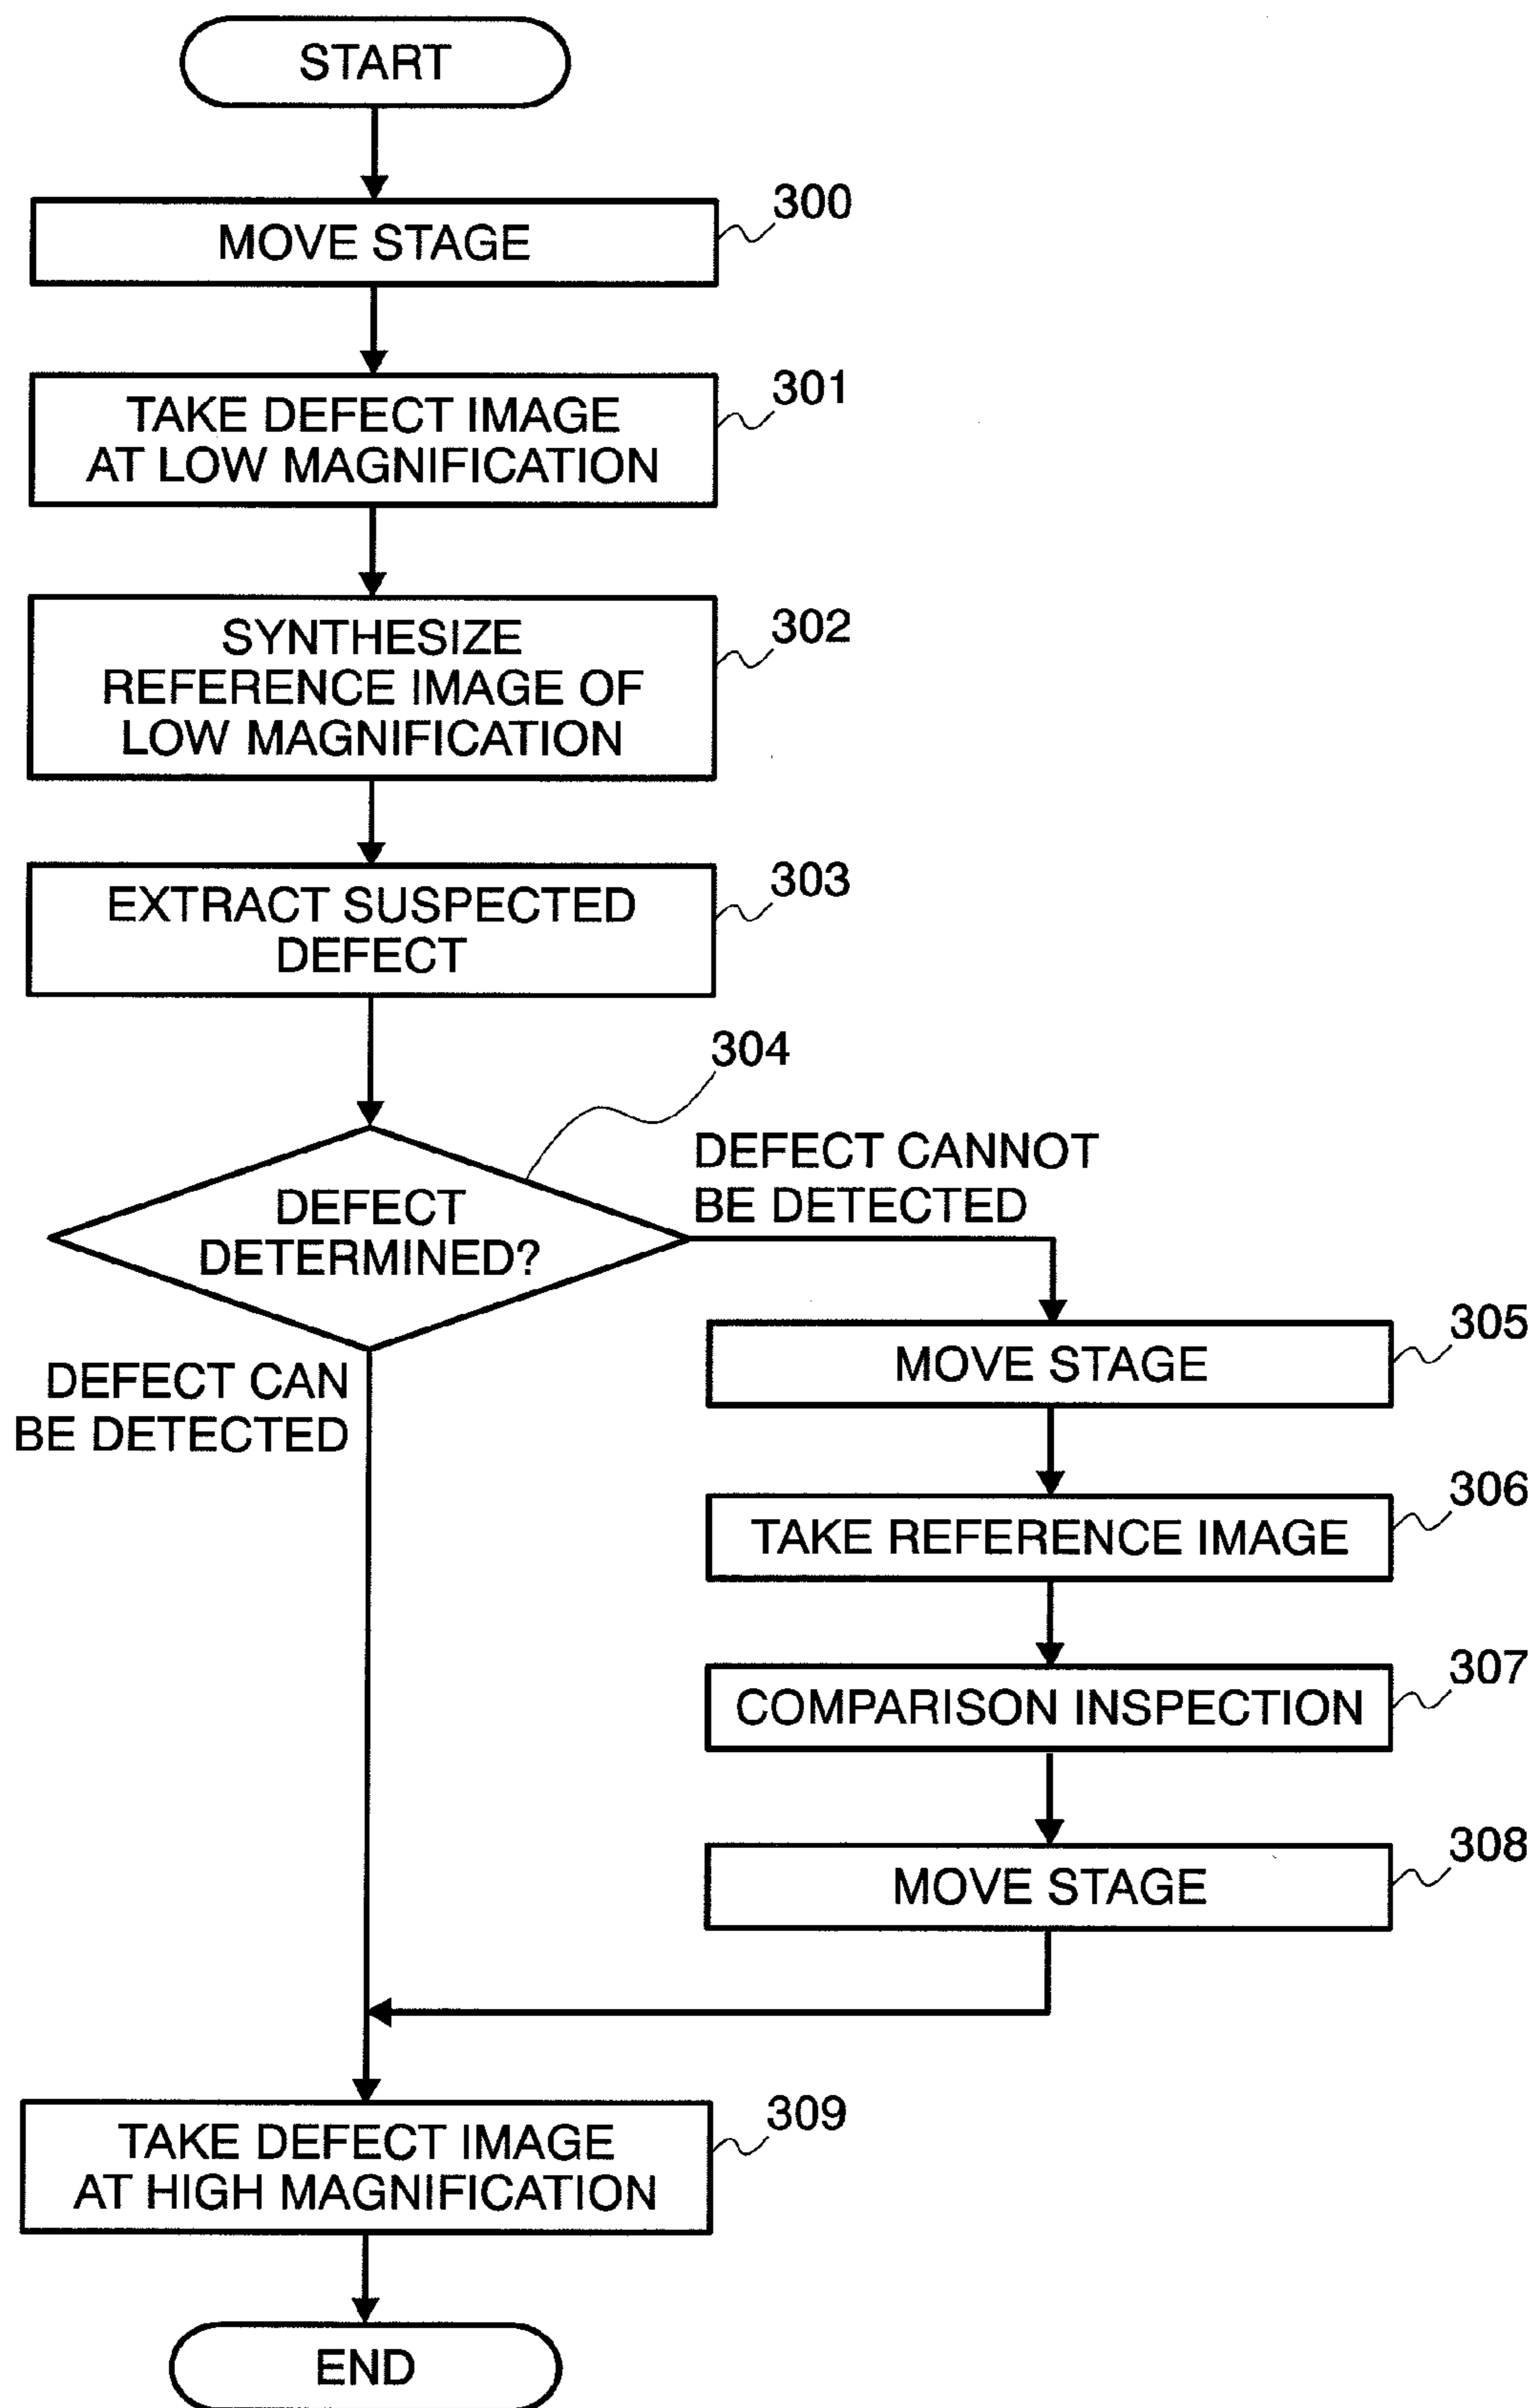 START
300
MOVE STAGE
301
TAKE DEFECT IMAGE
AT LOW MAGNIFICATION
302
SYNTHESIZE
REFERENCE IMAGE OF
LOW MAGNIFICATION
303
EXTRACT SUSPECTED
DEFECT
304
DEFECT
DETERMINED?
DEFECT CANNOT
BE DETECTED
DEFECT CAN
BE DETECTED
305
MOVE STAGE
306
TAKE REFERENCE IMAGE
307
COMPARISON INSPECTION
308
MOVE STAGE
309
TAKE DEFECT IMAGE
AT HIGH MAGNIFICATION
END